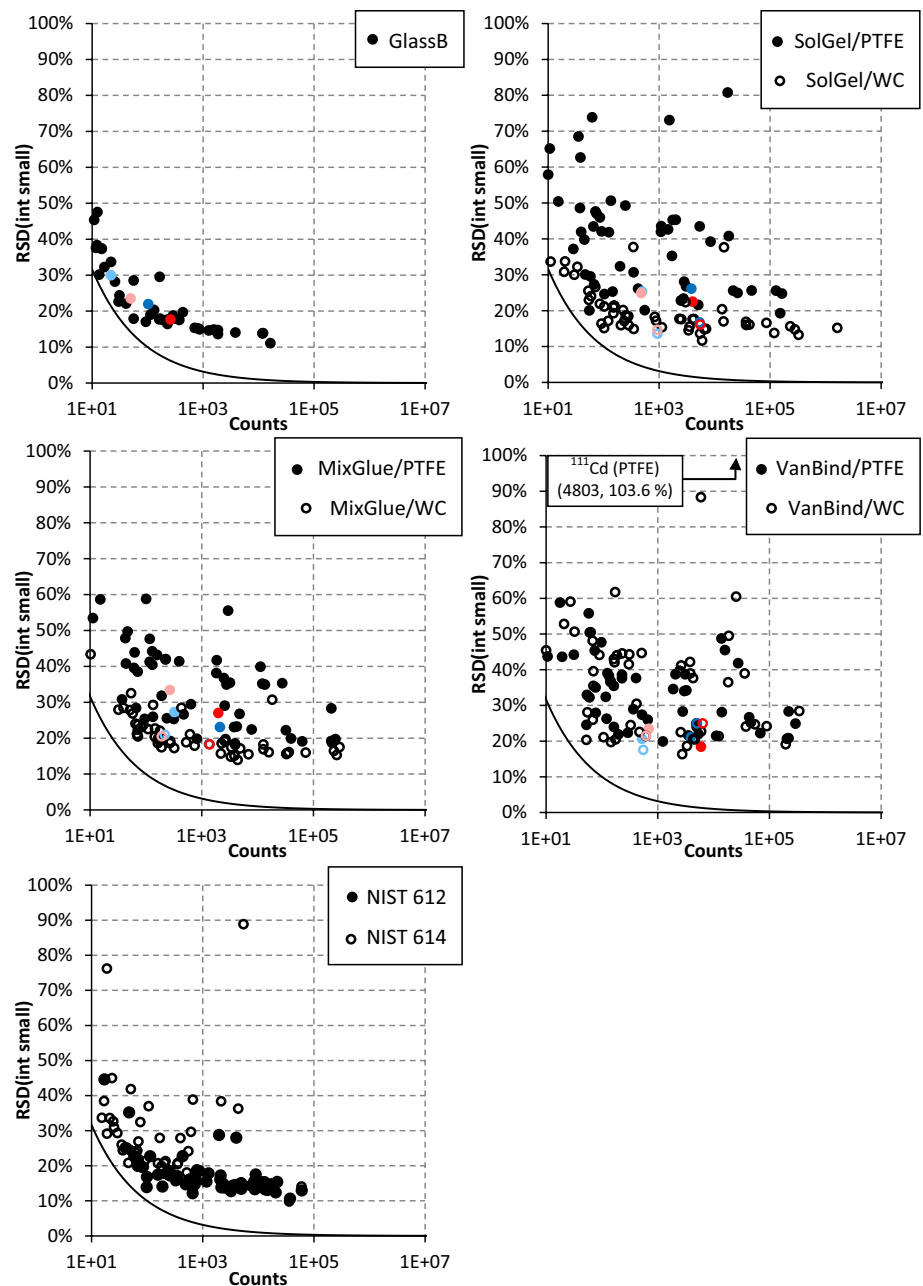 GlassB
RSD(int small)
100%
90%
80%
70%
60%
50%
40%
30%
20%
10%
0%
1E+01 1E+03 1E+05 1E+07
Counts
SolGel/PTFE
SolGel/WC
RSD(int small)
100%
90%
80%
70%
60%
50%
40%
30%
20%
10%
0%
1E+01 1E+03 1E+05 1E+07
Counts
MixGlue/PTFE
MixGlue/WC
RSD(int small)
100%
90%
80%
70%
60%
50%
40%
30%
20%
10%
0%
1E+01 1E+03 1E+05 1E+07
Counts
¹¹¹Cd (PTFE)
(4803, 103.6 %)
VanBind/PTFE
VanBind/WC
RSD(int small)
100%
90%
80%
70%
60%
50%
40%
30%
20%
10%
0%
1E+01 1E+03 1E+05 1E+07
Counts
NIST 612
NIST 614
RSD(int small)
100%
90%
80%
70%
60%
50%
40%
30%
20%
10%
0%
1E+01 1E+03 1E+05 1E+07
Counts